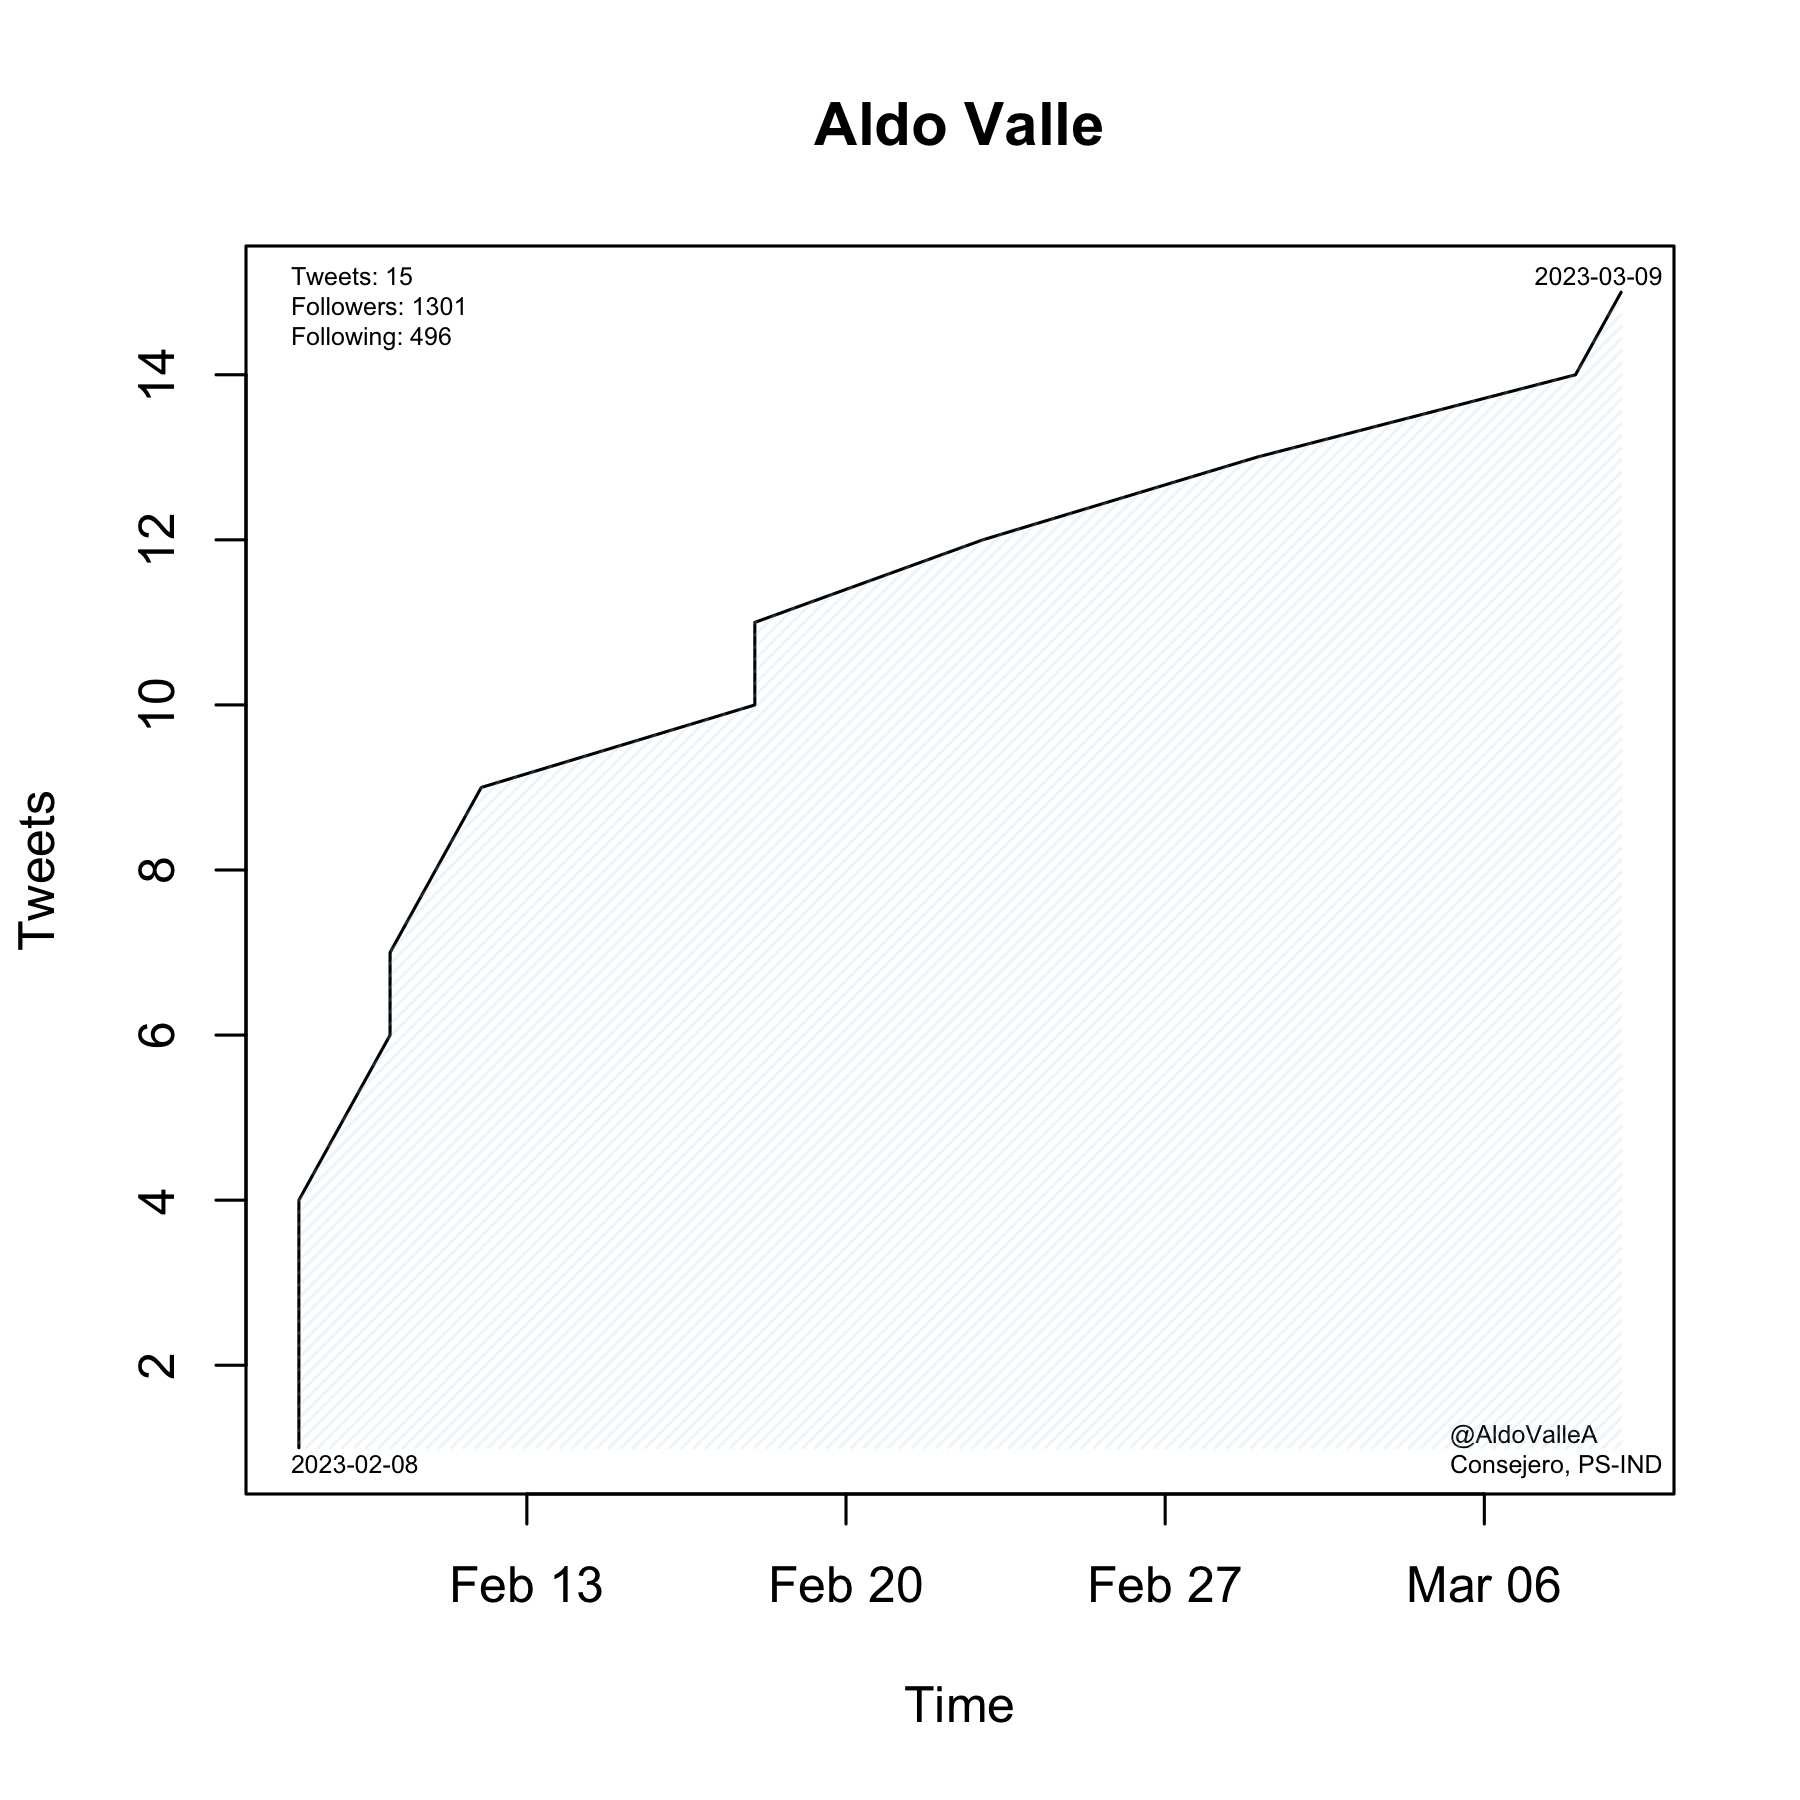 Aldo Valle
Tweets: 15
Followers: 1301
Following: 496
2023-03-09
Tweets
14
12
10
8
6
4
2
2023-02-08
@AldoValleA
Consejero, PS-IND
Feb 13
Feb 20
Feb 27
Mar 06
Time